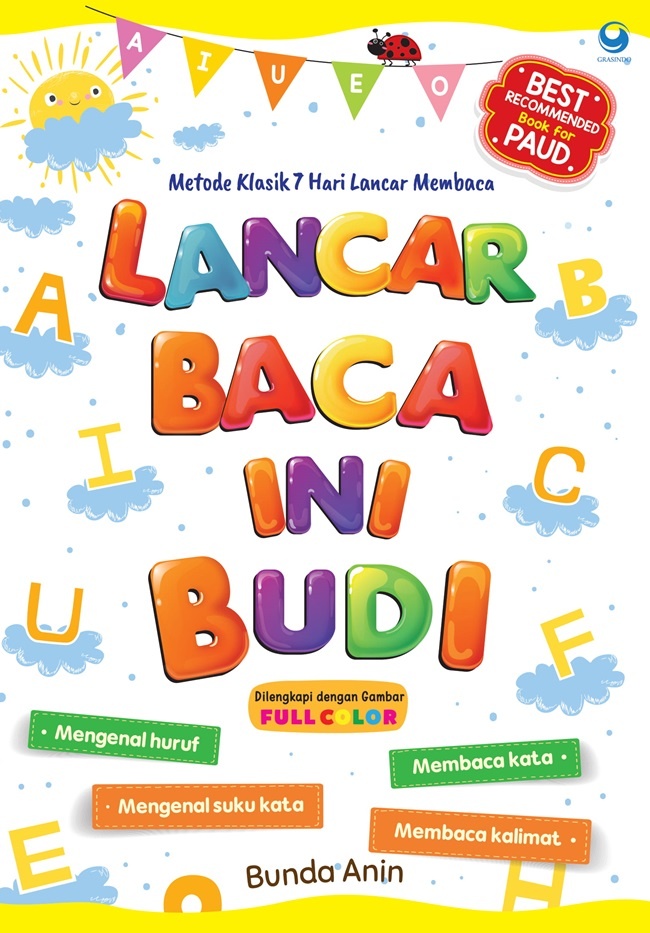 A I U E O
GRASINDO
BEST
RECOMMENDED
Book for
PAUD
Metode Klasik 7 Hari Lancar Membaca
LANCAR
BACA
INI
BUDI
A
B
I
C
U
F
Dilengkapi dengan Gambar
FULL COLOR
Mengenal huruf
Membaca kata
Mengenal suku kata
Membaca kalimat
E
O
H
Bunda Anin